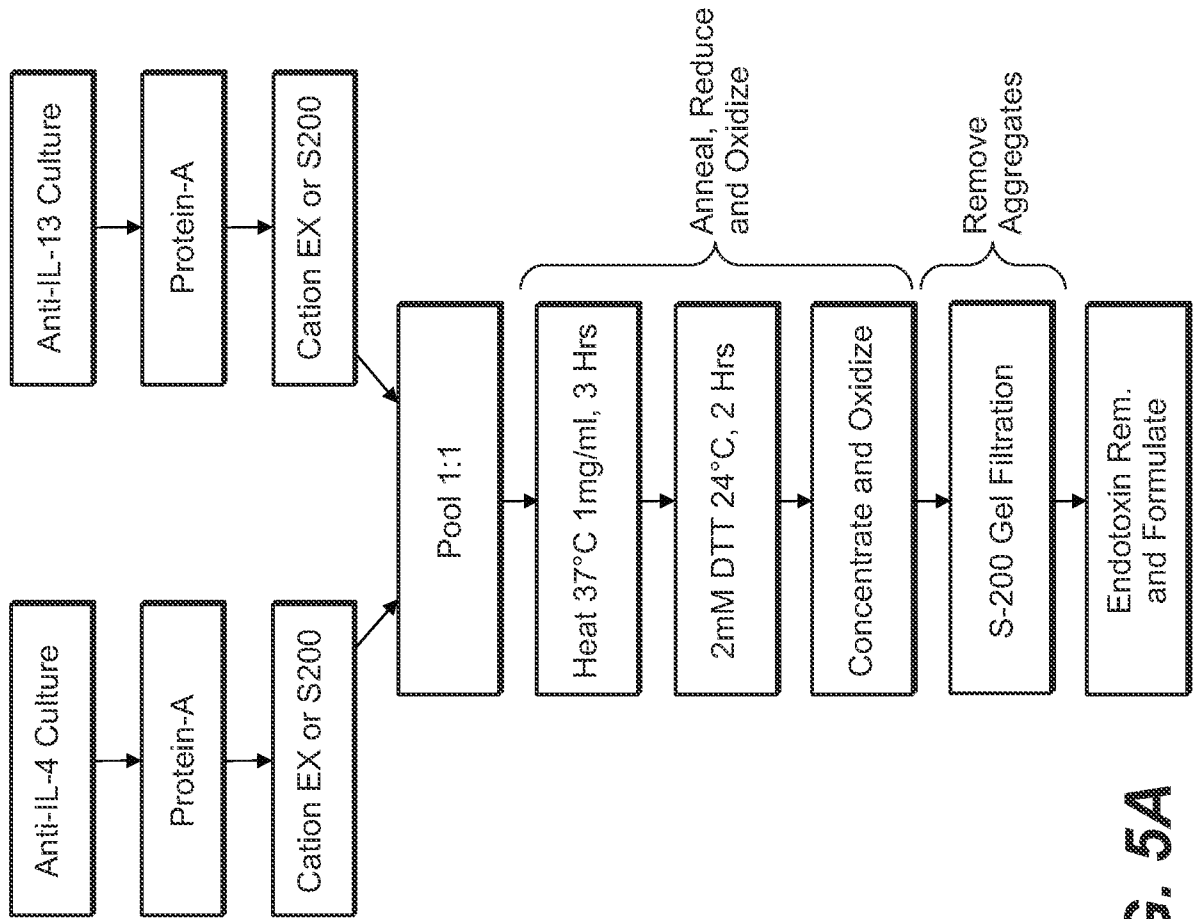 Anti-IL-4 Culture
Protein-A
Cation EX or S200
Anti-IL-13 Culture
Protein-A
Cation EX or S200
Pool 1:1
Heat 37°C 1mg/ml, 3 Hrs
2mM DTT 24°C, 2 Hrs
Concentrate and Oxidize
Anneal, Reduce
and Oxidize
S-200 Gel Filtration
Remove
Aggregates
Endotoxin Rem.
and Formulate
G. 5A